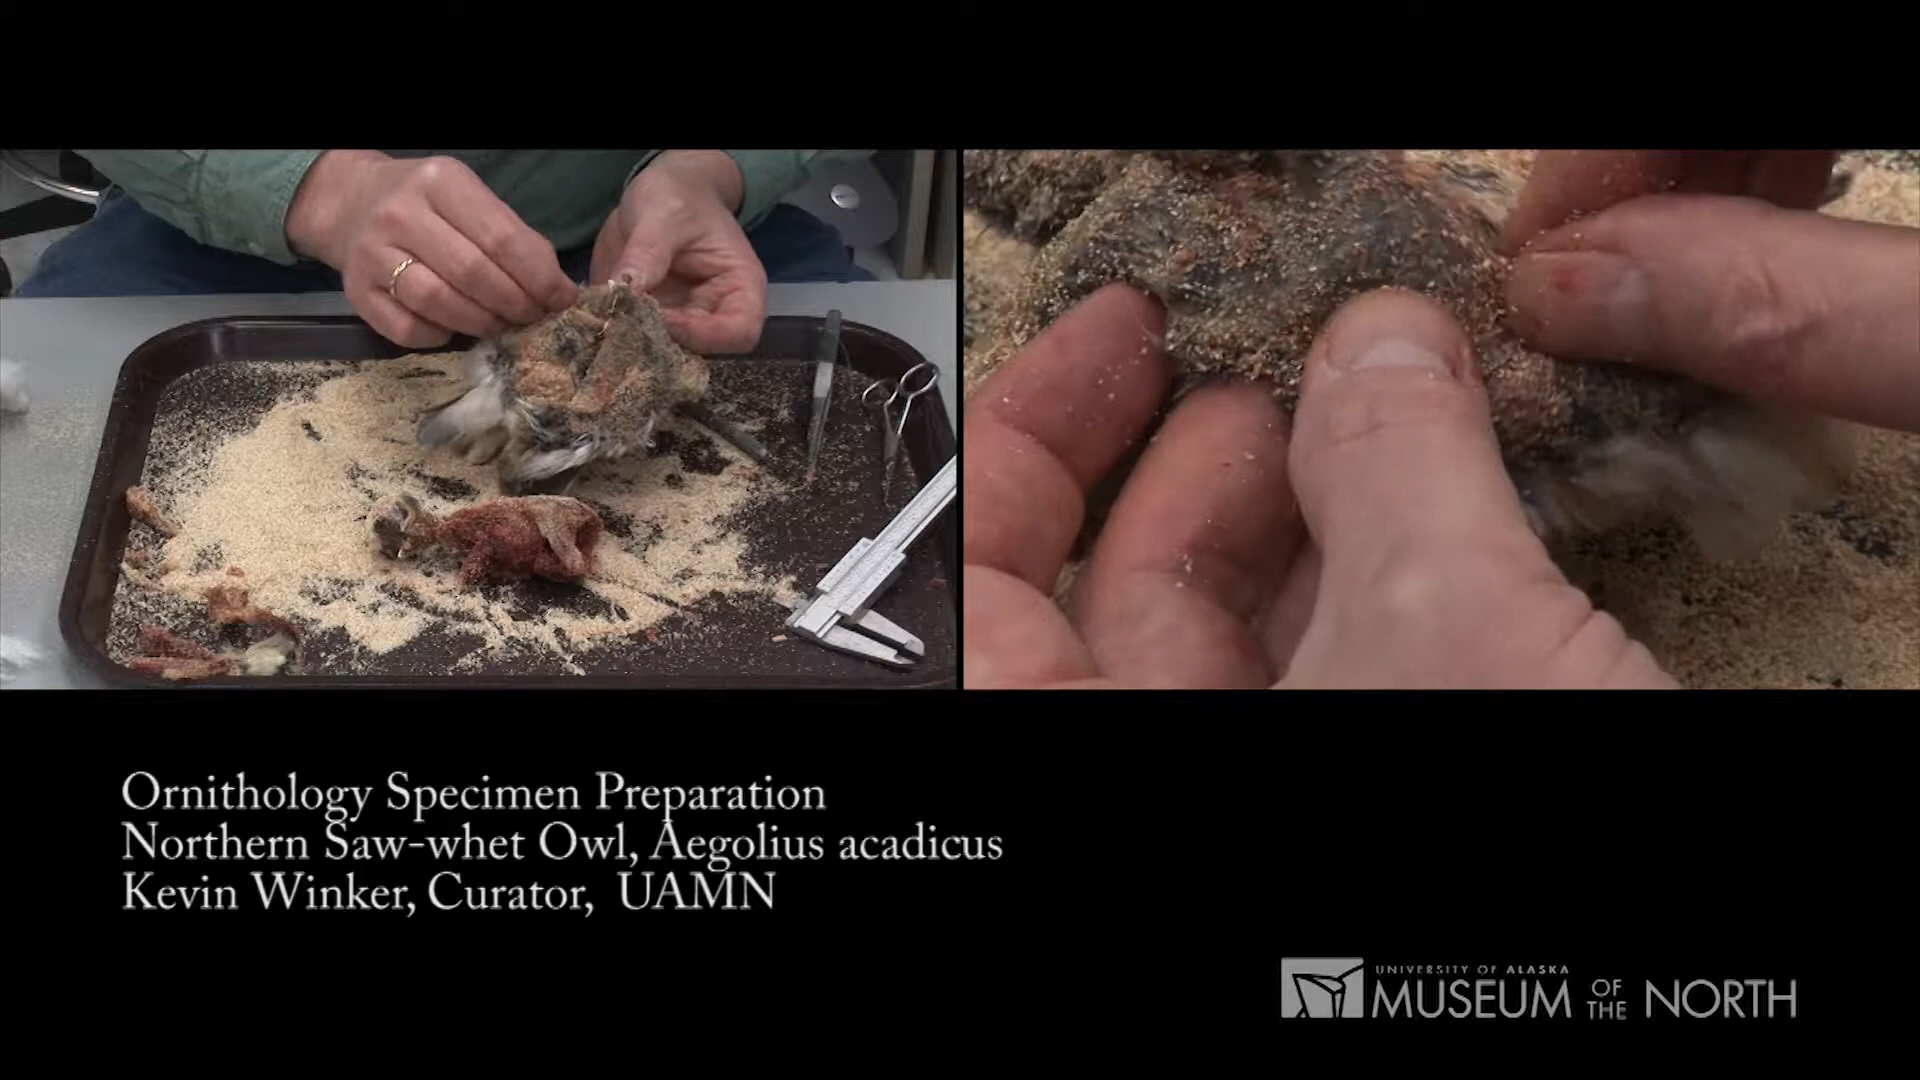 Ornithology Specimen Preparation
Northern Saw-whet Owl, Aegolius acadicus
Kevin Winker, Curator, UAMN
UNIVERSITY OF ALASKA
MUSEUM OF THE NORTH